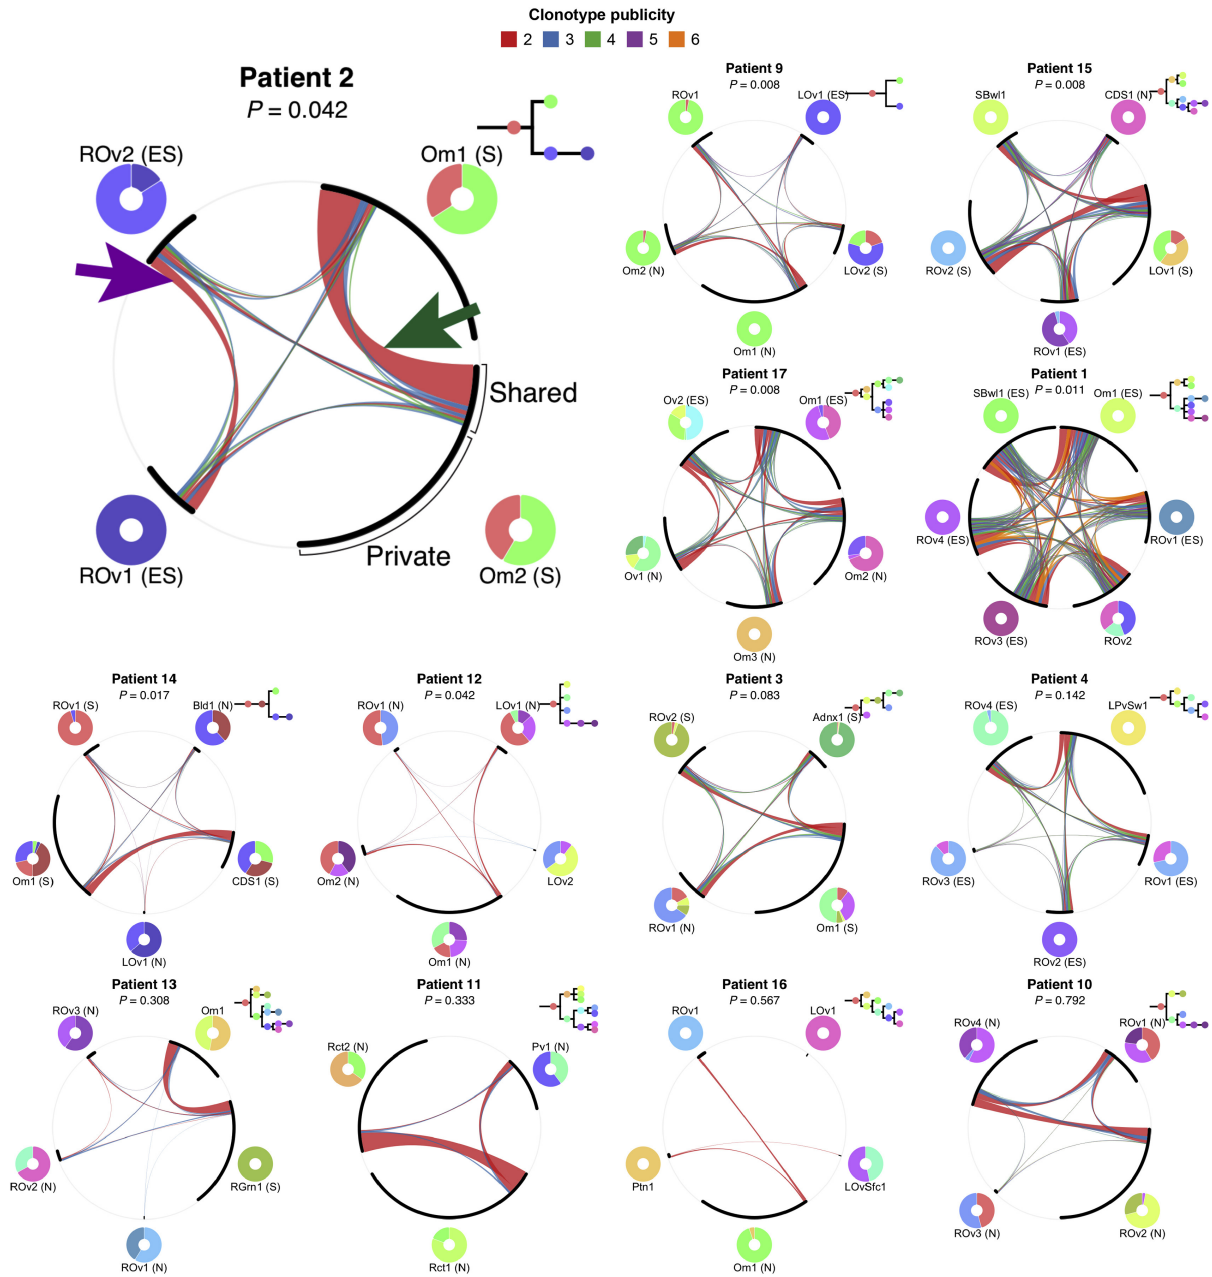 Clonotype publicity
2 3 4 5 6
Patient 2
P = 0.042
ROv2 (ES)
Om1 (S)
Shared
Private
ROv1 (ES)
Om2 (S)
Patient 9
P = 0.008
ROv1
LOv1 (ES)
Om2 (N)
LOv2 (S)
Om1 (N)
Patient 15
P = 0.008
SBwl1
CDS1 (N)
ROv2 (S)
LOv1 (S)
ROv1 (ES)
Patient 17
P = 0.008
Ov2 (ES)
Om1 (ES)
Ov1 (N)
Om2 (N)
Om3 (N)
Patient 1
P = 0.011
SBwl1 (ES)
Om1 (ES)
ROv4 (ES)
ROv1 (ES)
ROv3 (ES)
ROv2
Patient 14
P = 0.017
ROv1 (S)
Bld1 (N)
Om1 (S)
CDS1 (S)
LOv1 (N)
Patient 12
P = 0.042
ROv1 (N)
LOv1 (N)
Om2 (N)
LOv2
Om1 (N)
Patient 3
P = 0.083
ROv2 (S)
Adnx1 (S)
ROv1 (N)
Om1 (S)
Patient 4
P = 0.142
ROv4 (ES)
LPvSw1
ROv3 (ES)
ROv1 (ES)
ROv2 (ES)
Patient 13
P = 0.308
ROv3 (N)
Om1
ROv2 (N)
RGrn1 (S)
ROv1 (N)
Patient 11
P = 0.333
Rct2 (N)
Pv1 (N)
Rct1 (N)
Patient 16
P = 0.567
ROv1
LOv1
Ptn1
LOvSfc1
Om1 (N)
Patient 10
P = 0.792
ROv4 (N)
ROv1 (N)
ROv3 (N)
ROv2 (N)